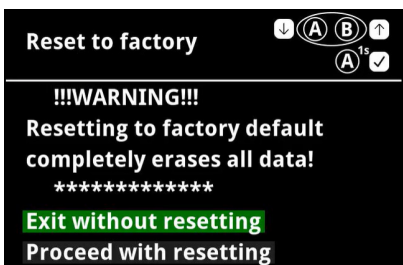 Reset to factory
↓ A B ↑
A 1s ✓
!!!WARNING!!!
Resetting to factory default
completely erases all data!
*************
Exit without resetting
Proceed with resetting